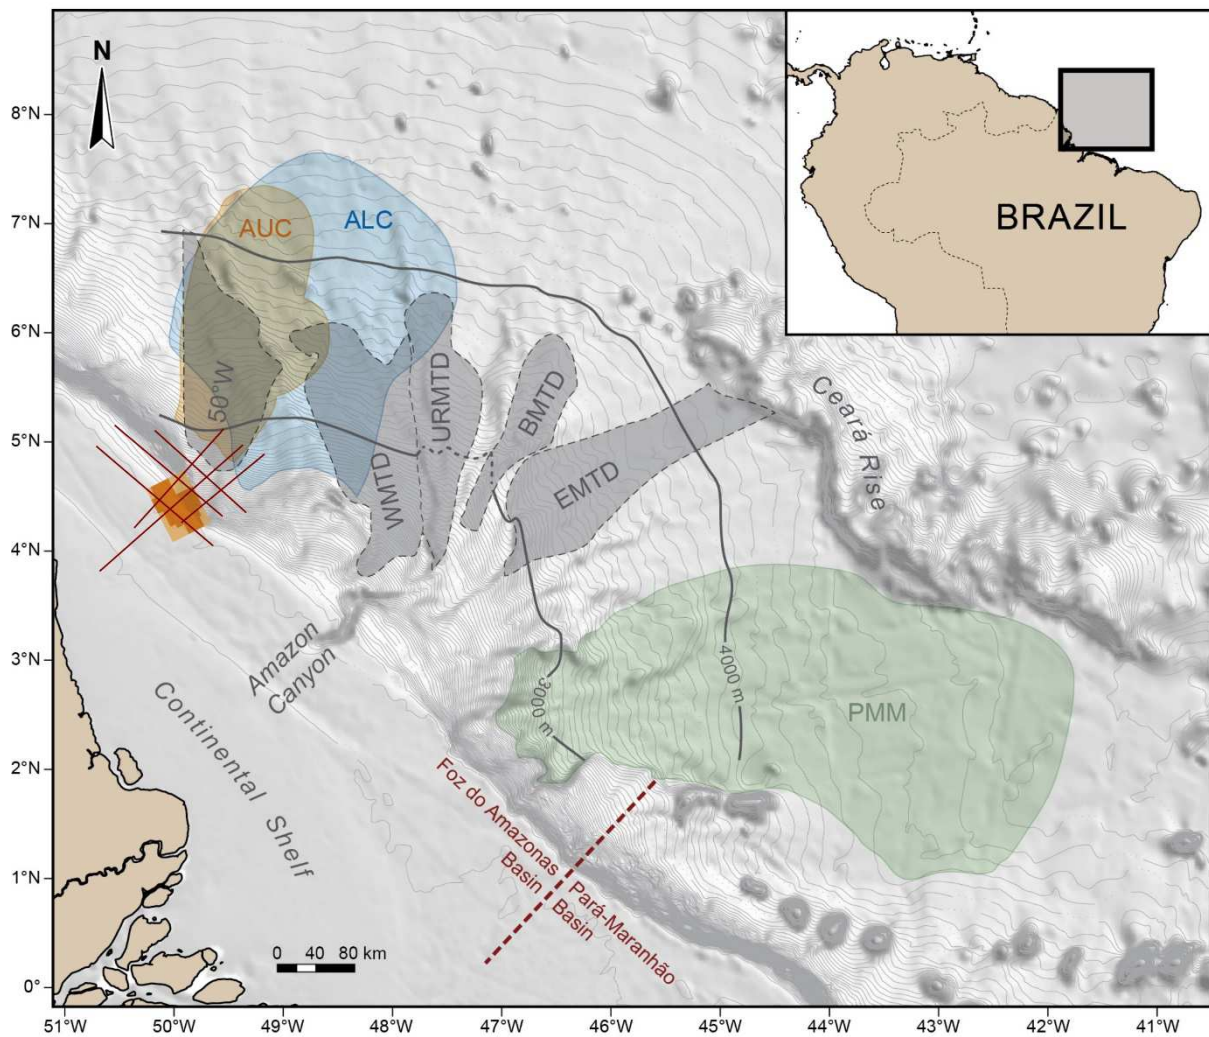 N
8°N
7°N
6°N
5°N
4°N
3°N
2°N
1°N
0°
AUC
ALC
BRAZIL
50°W
WMTD
URMTD
BMTD
EMTD
Ceará Rise
Amazon
Canyon
Continental Shelf
3000 m
4000 m
PMM
Foz do Amazonas
Basin
Pará-Maranhão
Basin
0 40 80 km
51°W 50°W 49°W 48°W 47°W 46°W 45°W 44°W 43°W 42°W 41°W